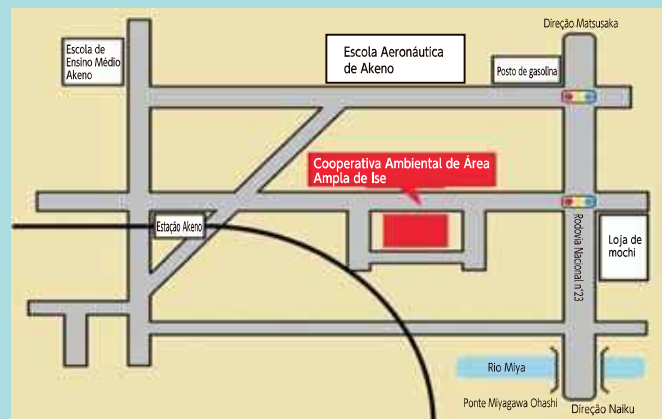 Direção Matsusaka
Escola de
Ensino Médio
Akeno
Escola Aeronáutica
de Akeno
Posto de gasolina
Cooperativa Ambiental de Área
Ampla de Ise
Estação Akeno
Rodovia Nacional n°23
Loja de
mochi
Rio Miya
Ponte Miyagawa Ohashi
Direção Naiku